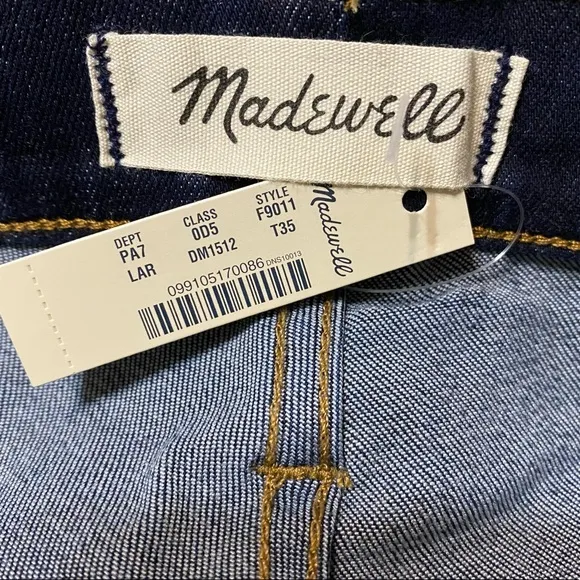 Madewell
DEPT CLASS STYLE
PA7 0D5 F9011
LAR DM1512 T35
099105170086 DNS10013
Madewell